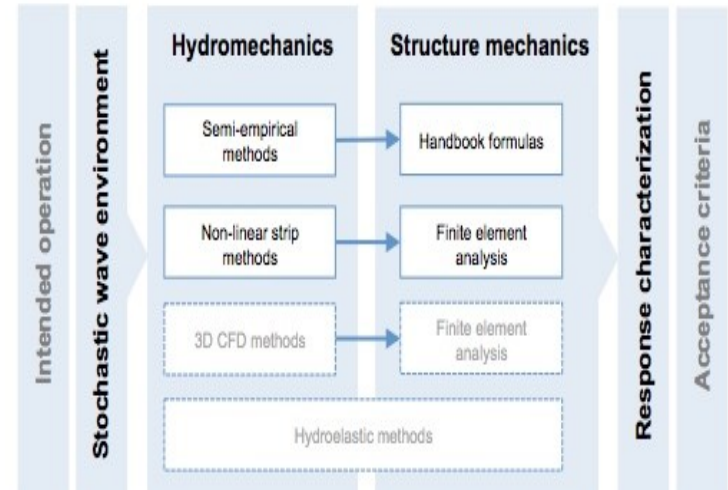 Intended operation
Stochastic wave environment
Hydromechanics
Structure mechanics
Semi-empirical
methods
Handbook formulas
Non-linear strip
methods
Finite element
analysis
3D CFD methods
Finite element
analysis
Hydroelastic methods
Response characterization
Acceptance criteria